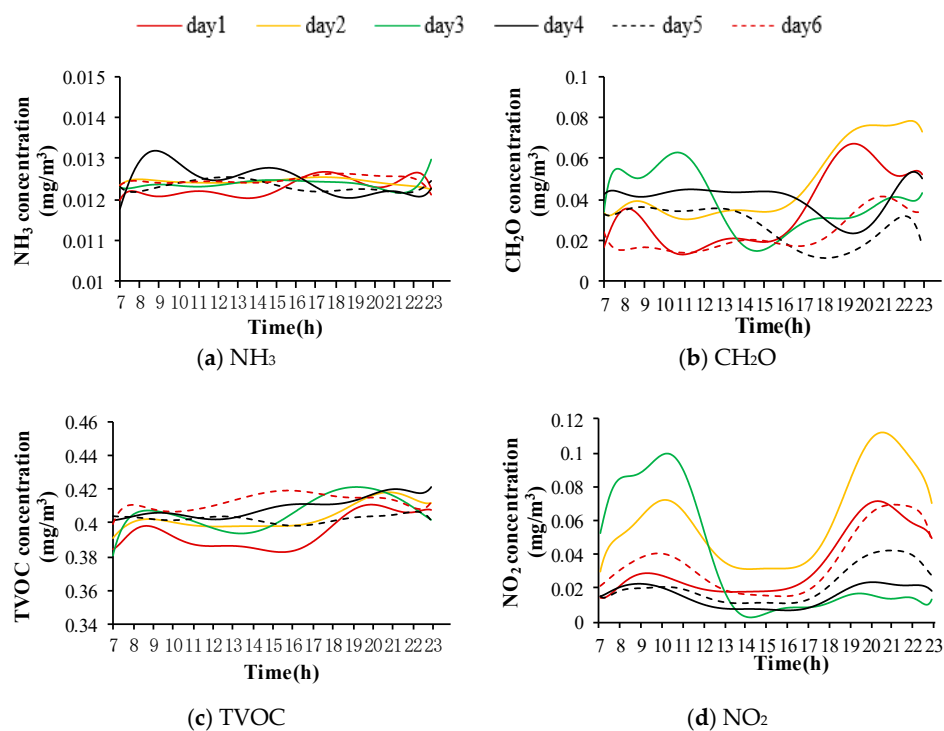 day1 day2 day3 day4 day5 day6
NH3 concentration
(mg/m³)
0.015
0.014
0.013
0.012
0.011
0.01
7 8 9 10 11 12 13 14 15 16 17 18 19 20 21 22 23
Time(h)
(a) NH3
CH2O concentration
(mg/m³)
0.1
0.08
0.06
0.04
0.02
0
7 8 9 10 11 12 13 14 15 16 17 19 19 20 21 22 23
Time(h)
(b) CH2O
TVOC concentration
(mg/m³)
0.46
0.44
0.42
0.4
0.38
0.36
0.34
7 8 9 10 11 12 13 14 15 16 17 18 19 20 21 22 23
Time(h)
(c) TVOC
NO2 concentration
(mg/m³)
0.12
0.1
0.08
0.06
0.04
0.02
0
7 8 9 10 11 12 13 14 15 16 17 18 19 20 21 22 23
Time(h)
(d) NO2